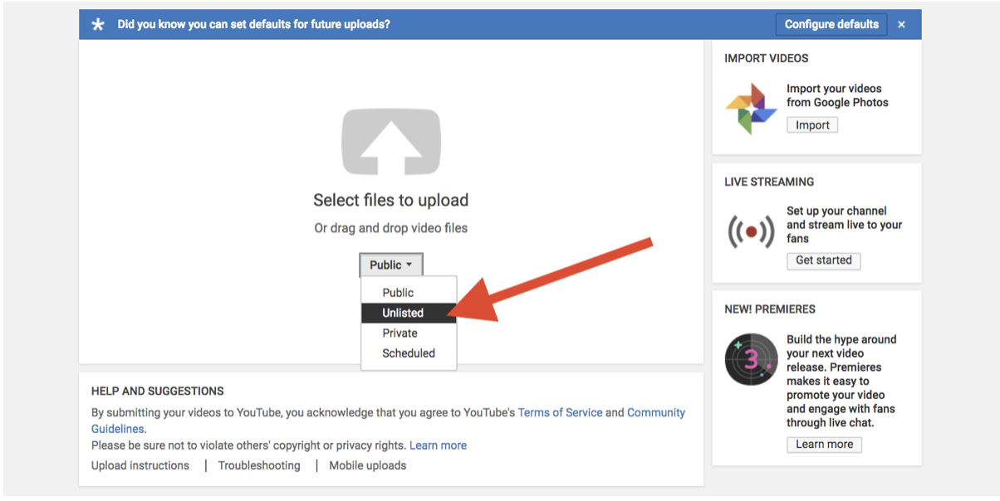 Did you know you can set defaults for future uploads?
Configure defaults
×
Select files to upload
Or drag and drop video files
Public
Public
Unlisted
Private
Scheduled
HELP AND SUGGESTIONS
By submitting your videos to YouTube, you acknowledge that you agree to YouTube's Terms of Service and Community
Guidelines.
Please be sure not to violate others' copyright or privacy rights. Learn more
Upload instructions | Troubleshooting | Mobile uploads
IMPORT VIDEOS
Import your videos
from Google Photos
Import
LIVE STREAMING
Set up your channel
and stream live to your
fans
Get started
NEW! PREMIERES
3
Build the hype around
your next video
release. Premieres
makes it easy to
promote your video
and engage with fans
through live chat.
Learn more